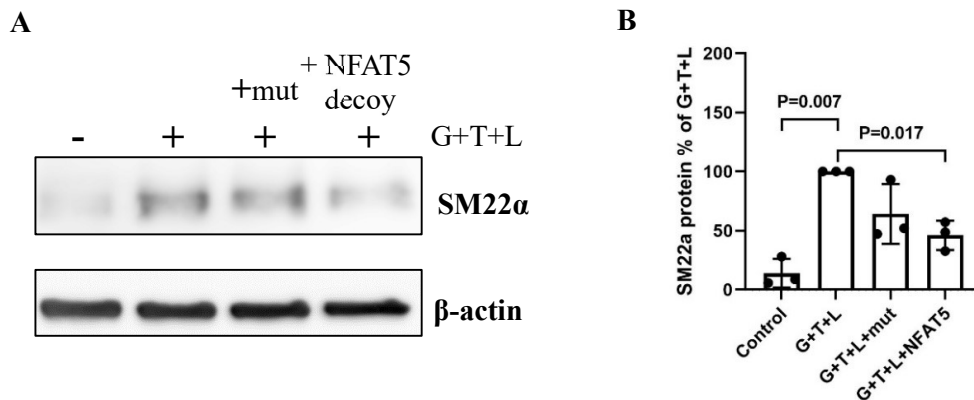 A
+mut
+ NFAT5
decoy
- + + + G+T+L
SM22α
β-actin
B
SM22a protein % of G+T+L
200
150
100
50
0
P=0.007
P=0.017
Control
G+T+L
G+T+L+mut
G+T+L+NFAT5